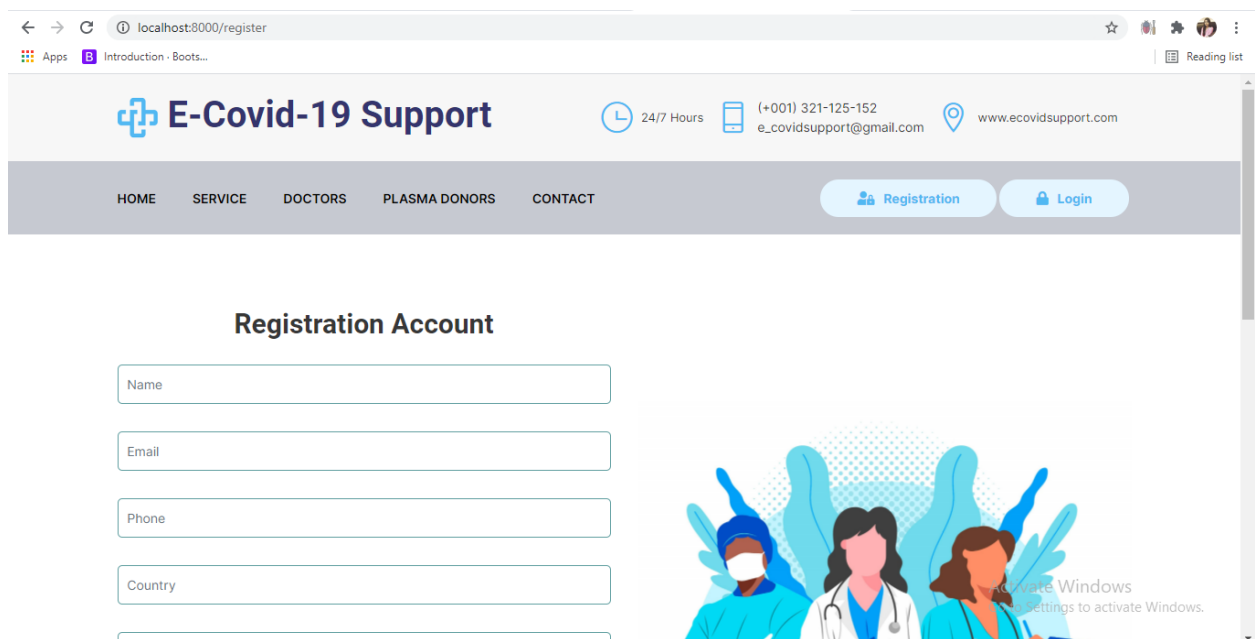 localhost:8000/register
Apps B Introduction · Boots... Reading list
E-Covid-19 Support
24/7 Hours
(+001) 321-125-152
e_covidsupport@gmail.com
www.ecovidsupport.com
HOME SERVICE DOCTORS PLASMA DONORS CONTACT
Registration Login
Registration Account
Name
Email
Phone
Country
Activate Windows
to Settings to activate Windows.